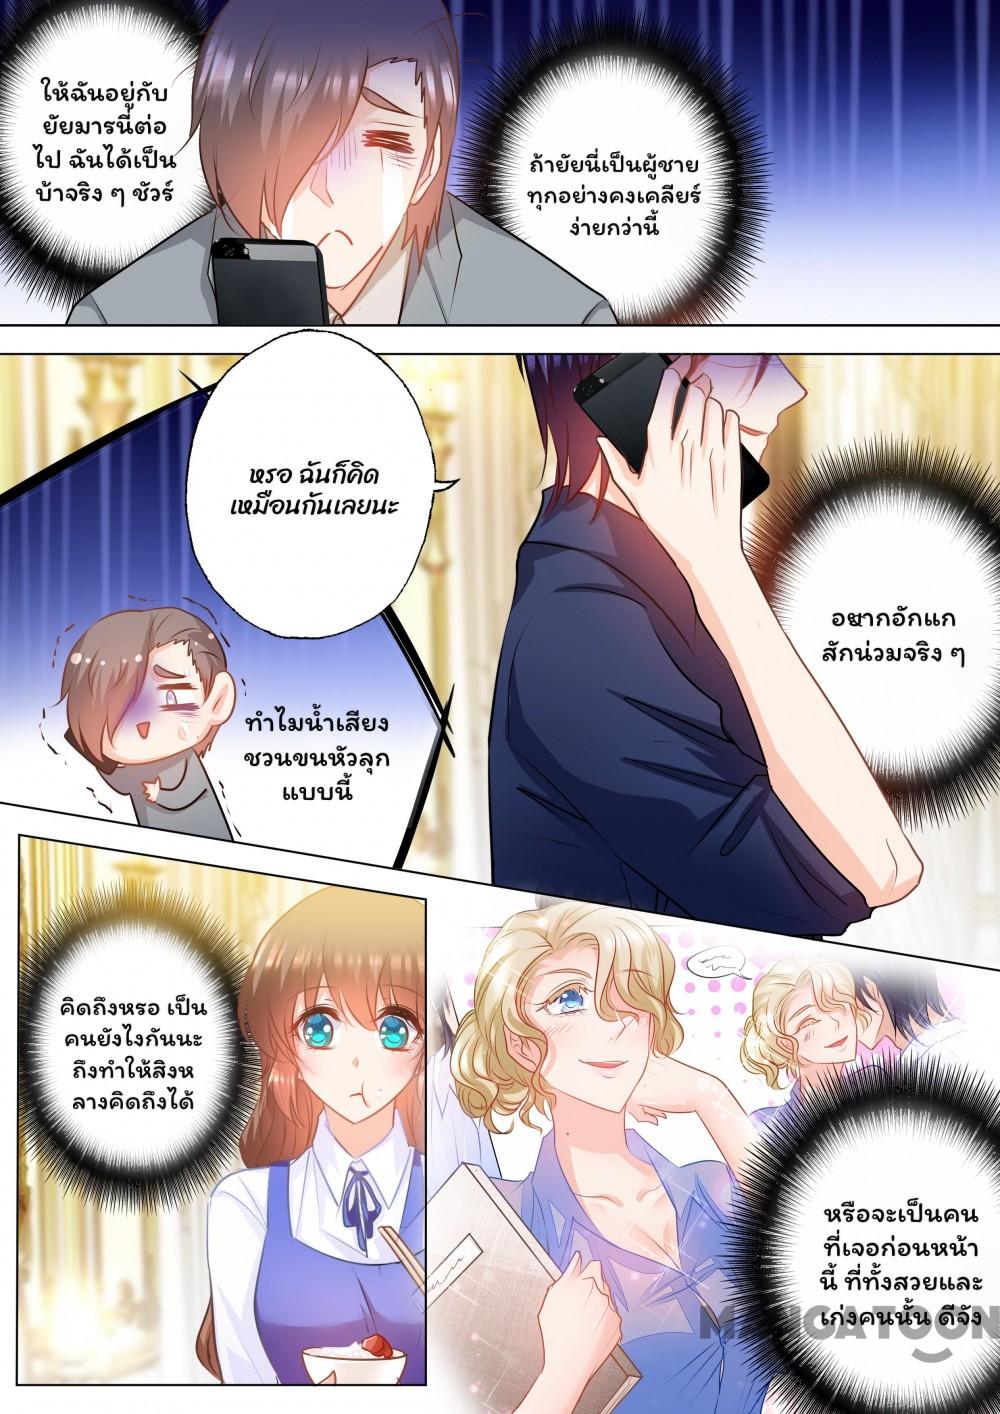 ให้ฉันอยู่กับ
ยัยมารนี่ต่อ
ไป ฉันได้เป็น
บ้าจริง ๆ ชัวร์
ถ้ายัยนี่เป็นผู้ชาย
ทุกอย่างคงเคลียร์
ง่ายกว่านี้
หรอ ฉันก็คิด
เหมือนกันเลยนะ
อยากอักแก
สักน่วมจริง ๆ
ทำไมน้ำเสียง
ชวนขนหัวลุก
แบบนี้
คิดถึงหรอ เป็น
คนยังไงกันนะ
ถึงทำให้สิงห
ลางคิดถึงได้
หรือจะเป็นคน
ที่เจอก่อนหน้า
นี้ ที่ทั้งสวยและ
เก่งคนนั้น ดีจัง
MANGATOON